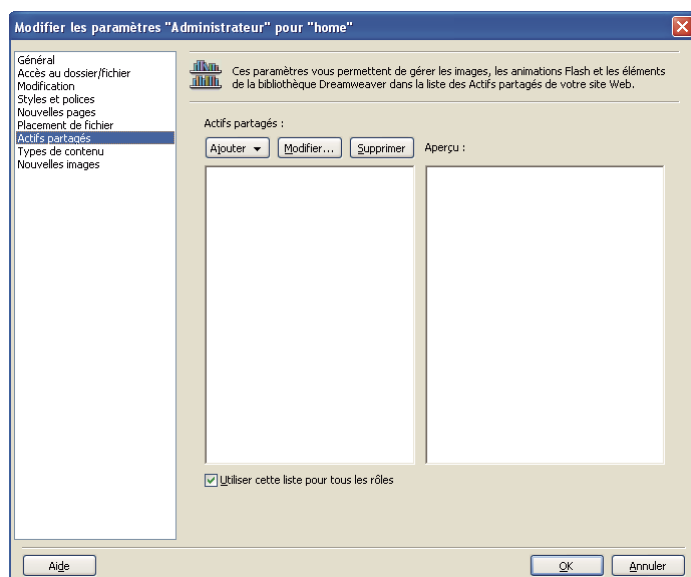 Modifier les paramètres "Administrateur" pour "home"
Général
Accès au dossier/fichier
Modification
Styles et polices
Nouvelles pages
Placement de fichier
Actifs partagés
Types de contenu
Nouvelles images
Ces paramètres vous permettent de gérer les images, les animations Flash et les éléments
de la bibliothèque Dreamweaver dans la liste des Actifs partagés de votre site Web.
Actifs partagés :
Ajouter Modifier... Supprimer Aperçu :
Utiliser cette liste pour tous les rôles
Aide OK Annuler